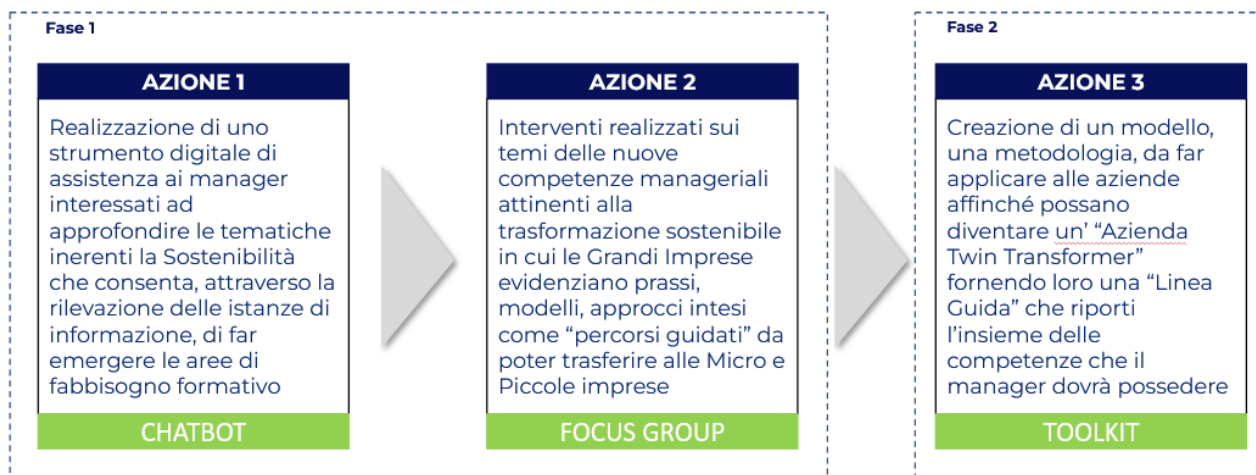 Fase 1
AZIONE 1
Realizzazione di uno
strumento digitale di
assistenza ai manager
interessati ad
approfondire le tematiche
inerenti la Sostenibilità
che consenta, attraverso la
rilevazione delle istanze di
informazione, di far
emergere le aree di
fabbisogno formativo
CHATBOT
AZIONE 2
Interventi realizzati sui
temi delle nuove
competenze manageriali
attinenti alla
trasformazione sostenibile
in cui le Grandi Imprese
evidenziano prassi,
modelli, approcci intesi
come “percorsi guidati” da
poter trasferire alle Micro e
Piccole imprese
FOCUS GROUP
Fase 2
AZIONE 3
Creazione di un modello,
una metodologia, da far
applicare alle aziende
affinché possano
diventare un’ “Azienda
Twin Transformer”
fornendo loro una “Linea
Guida” che riporti
l’insieme delle
competenze che il
manager dovrà possedere
TOOLKIT